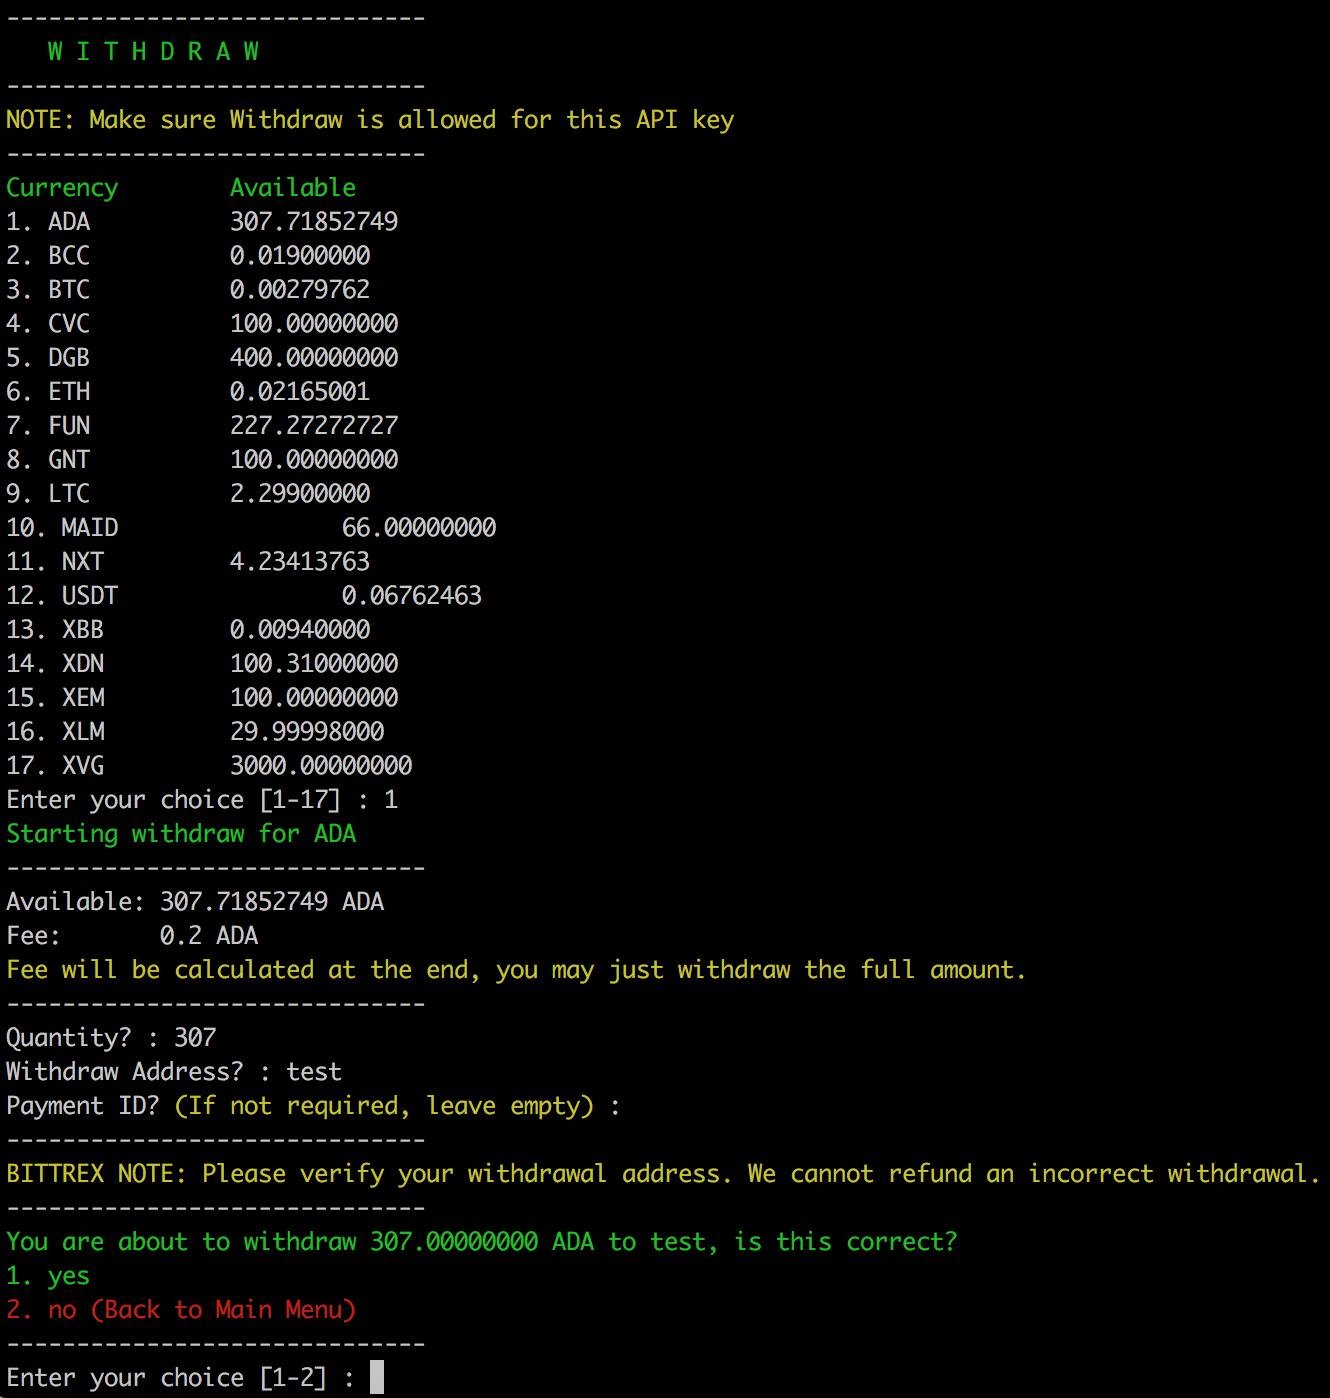 ------------------------------
   W I T H D R A W
------------------------------
NOTE: Make sure Withdraw is allowed for this API key
------------------------------
Currency        Available
1. ADA          307.71852749
2. BCC          0.01900000
3. BTC          0.00279762
4. CVC          100.00000000
5. DGB          400.00000000
6. ETH          0.02165001
7. FUN          227.27272727
8. GNT          100.00000000
9. LTC          2.29900000
10. MAID                66.00000000
11. NXT         4.23413763
12. USDT                0.06762463
13. XBB         0.00940000
14. XDN         100.31000000
15. XEM         100.00000000
16. XLM         29.99998000
17. XVG         3000.00000000
Enter your choice [1-17] : 1
Starting withdraw for ADA
------------------------------
Available: 307.71852749 ADA
Fee:       0.2 ADA
Fee will be calculated at the end, you may just withdraw the full amount.
------------------------------
Quantity? : 307
Withdraw Address? : test
Payment ID? (If not required, leave empty) :
------------------------------
BITTREX NOTE: Please verify your withdrawal address. We cannot refund an incorrect withdrawal.
------------------------------
You are about to withdraw 307.00000000 ADA to test, is this correct?
1. yes
2. no (Back to Main Menu)
------------------------------
Enter your choice [1-2] :